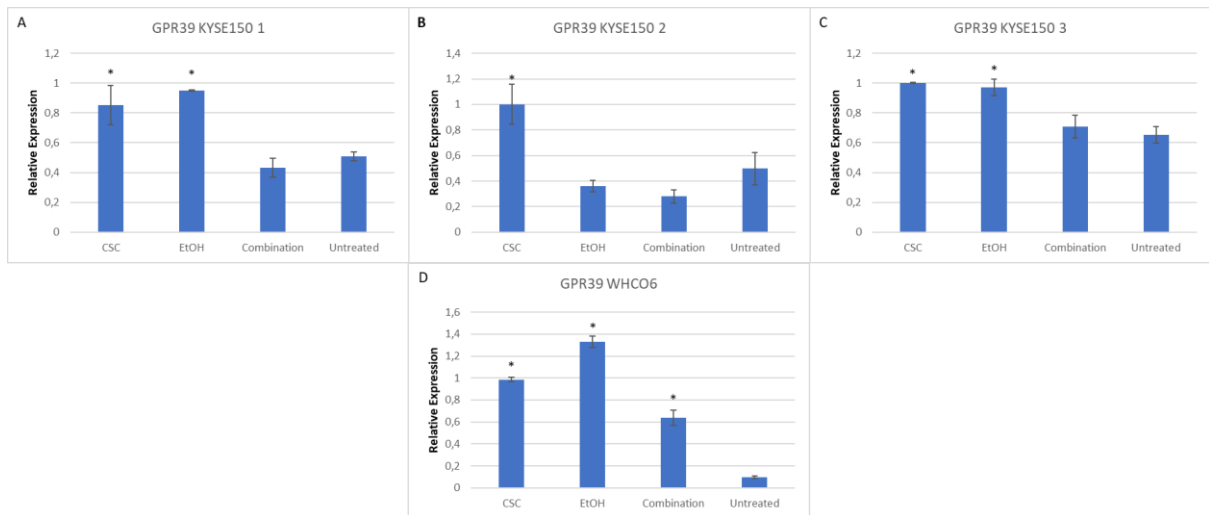 A
GPR39 KYSE150 1
Relative Expression
1,2
1
0,8
0,6
0,4
0,2
0
*
*
CSC
EtOH
Combination
Untreated
B
GPR39 KYSE150 2
Relative Expression
1,4
1,2
1
0,8
0,6
0,4
0,2
0
*
CSC
EtOH
Combination
Untreated
C
GPR39 KYSE150 3
Relative Expression
1,2
1
0,8
0,6
0,4
0,2
0
*
*
CSC
EtOH
Combination
Untreated
D
GPR39 WHCO6
Relative Expression
1,6
1,4
1,2
1
0,8
0,6
0,4
0,2
0
*
*
*
CSC
EtOH
Combination
Untreated